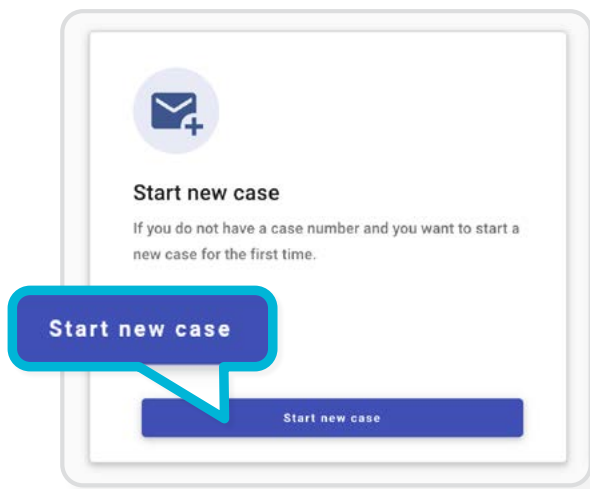 Start new case
If you do not have a case number and you want to start a
new case for the first time.
Start new case
Start new case